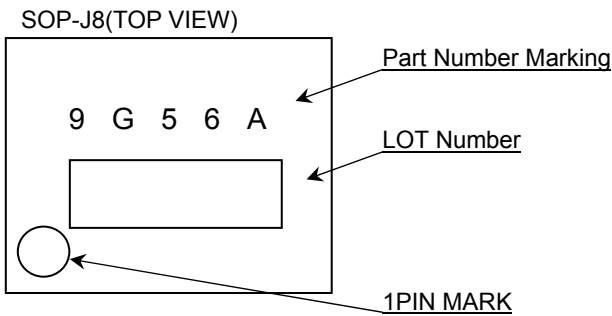 SOP-J8(TOP VIEW)
Part Number Marking
9 G 5 6 A
LOT Number
1PIN MARK